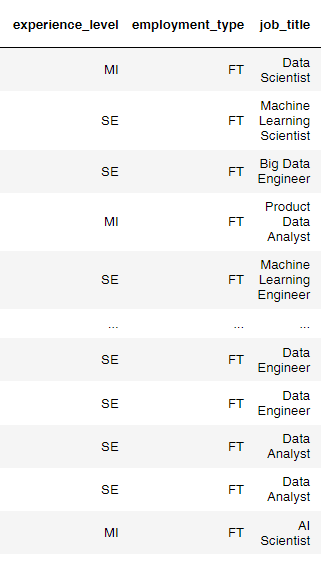 experience_level employment_type job_title
MI FT Data
Scientist
SE FT Machine
Learning
Scientist
SE FT Big Data
Engineer
MI FT Product
Data
Analyst
SE FT Machine
Learning
Engineer
... ... ...
SE FT Data
Engineer
SE FT Data
Engineer
SE FT Data
Analyst
SE FT Data
Analyst
MI FT AI
Scientist